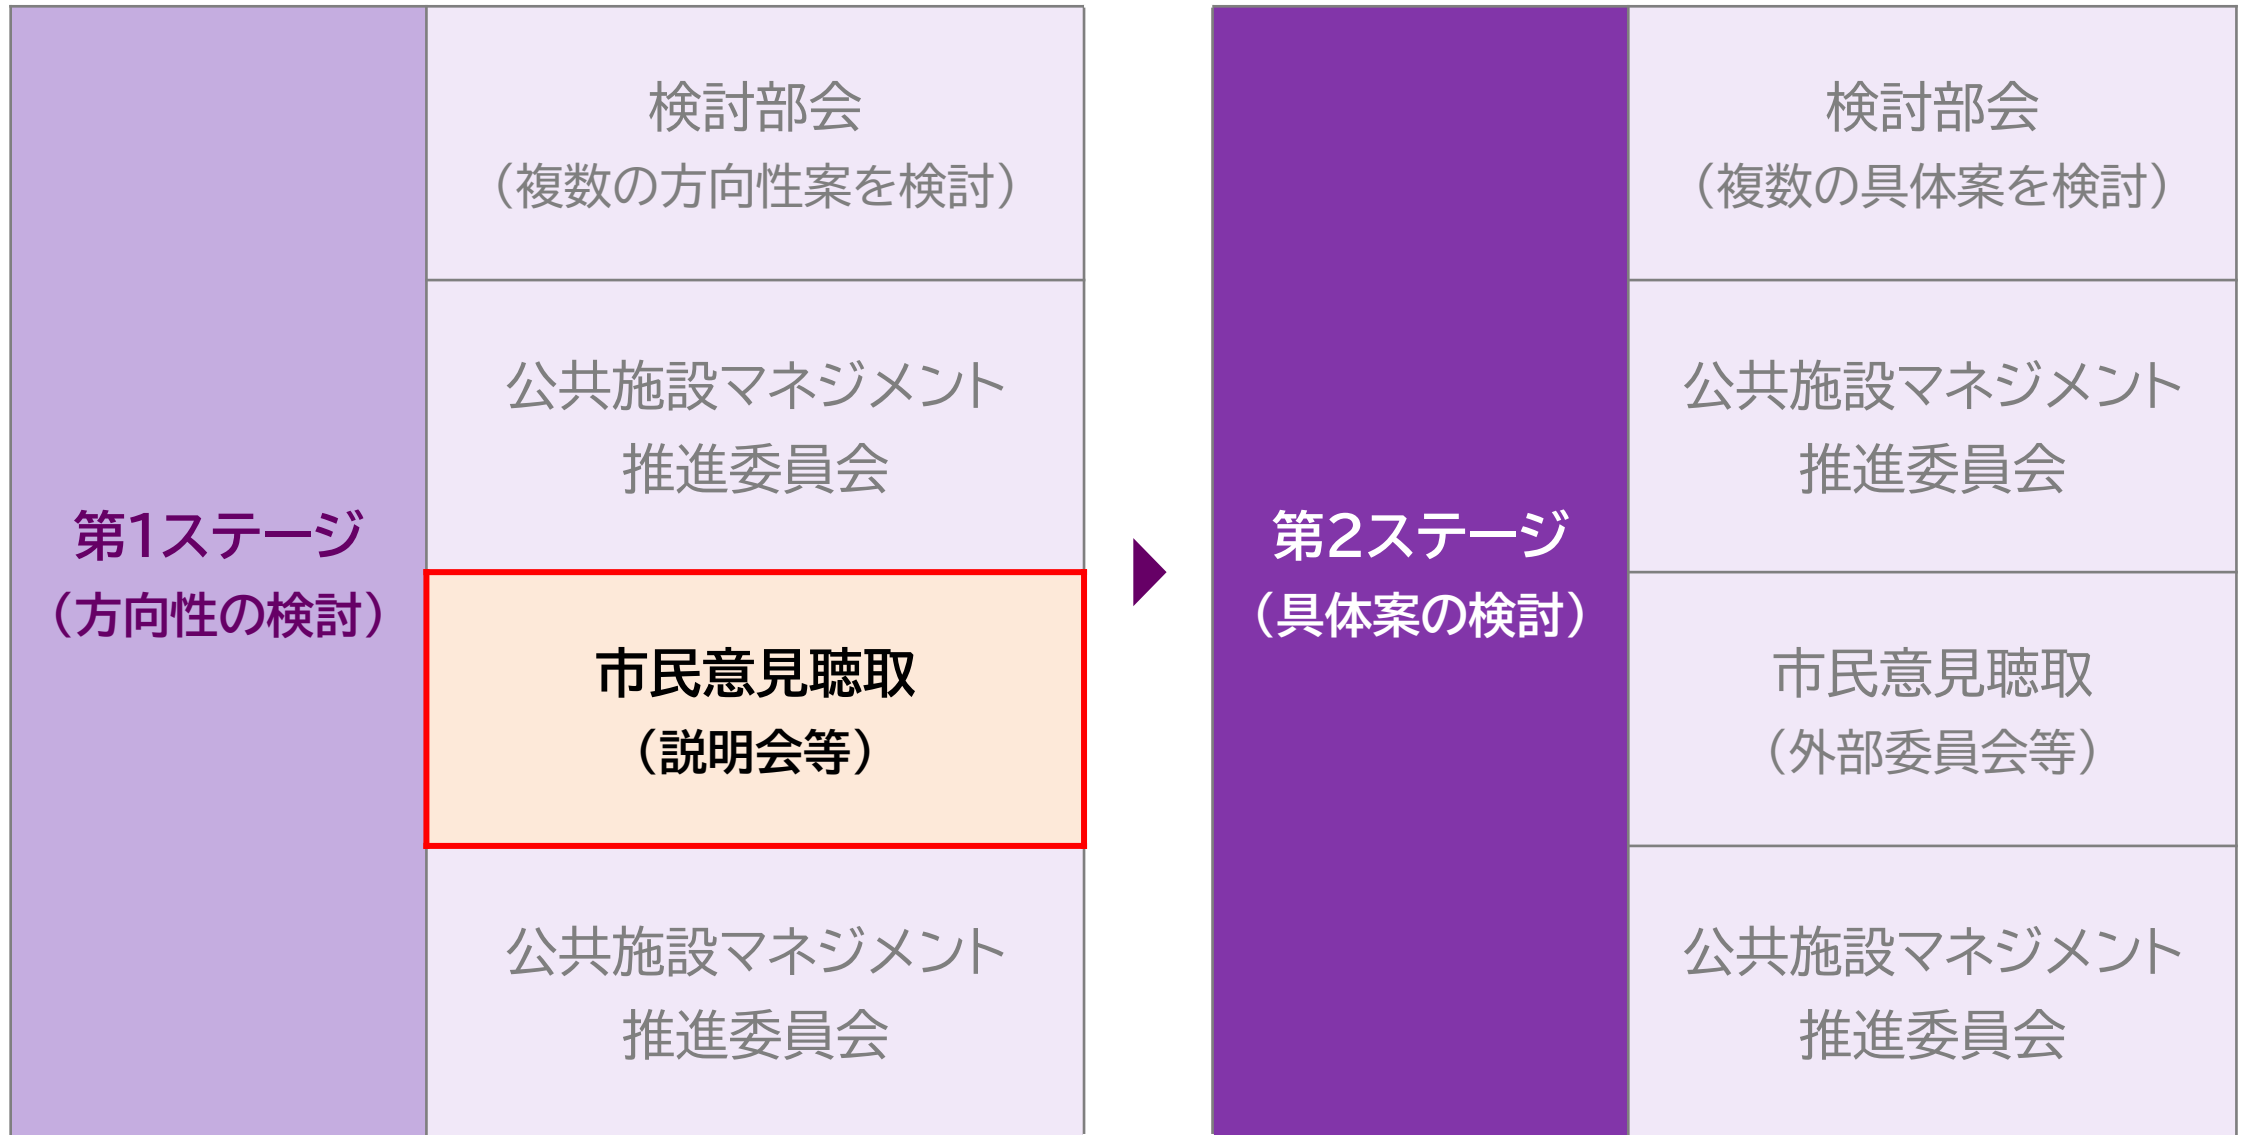 第1ステージ
（方向性の検討）
検討部会
（複数の方向性案を検討）
公共施設マネジメント
推進委員会
市民意見聴取
（説明会等）
公共施設マネジメント
推進委員会
第2ステージ
（具体案の検討）
検討部会
（複数の具体案を検討）
公共施設マネジメント
推進委員会
市民意見聴取
（外部委員会等）
公共施設マネジメント
推進委員会